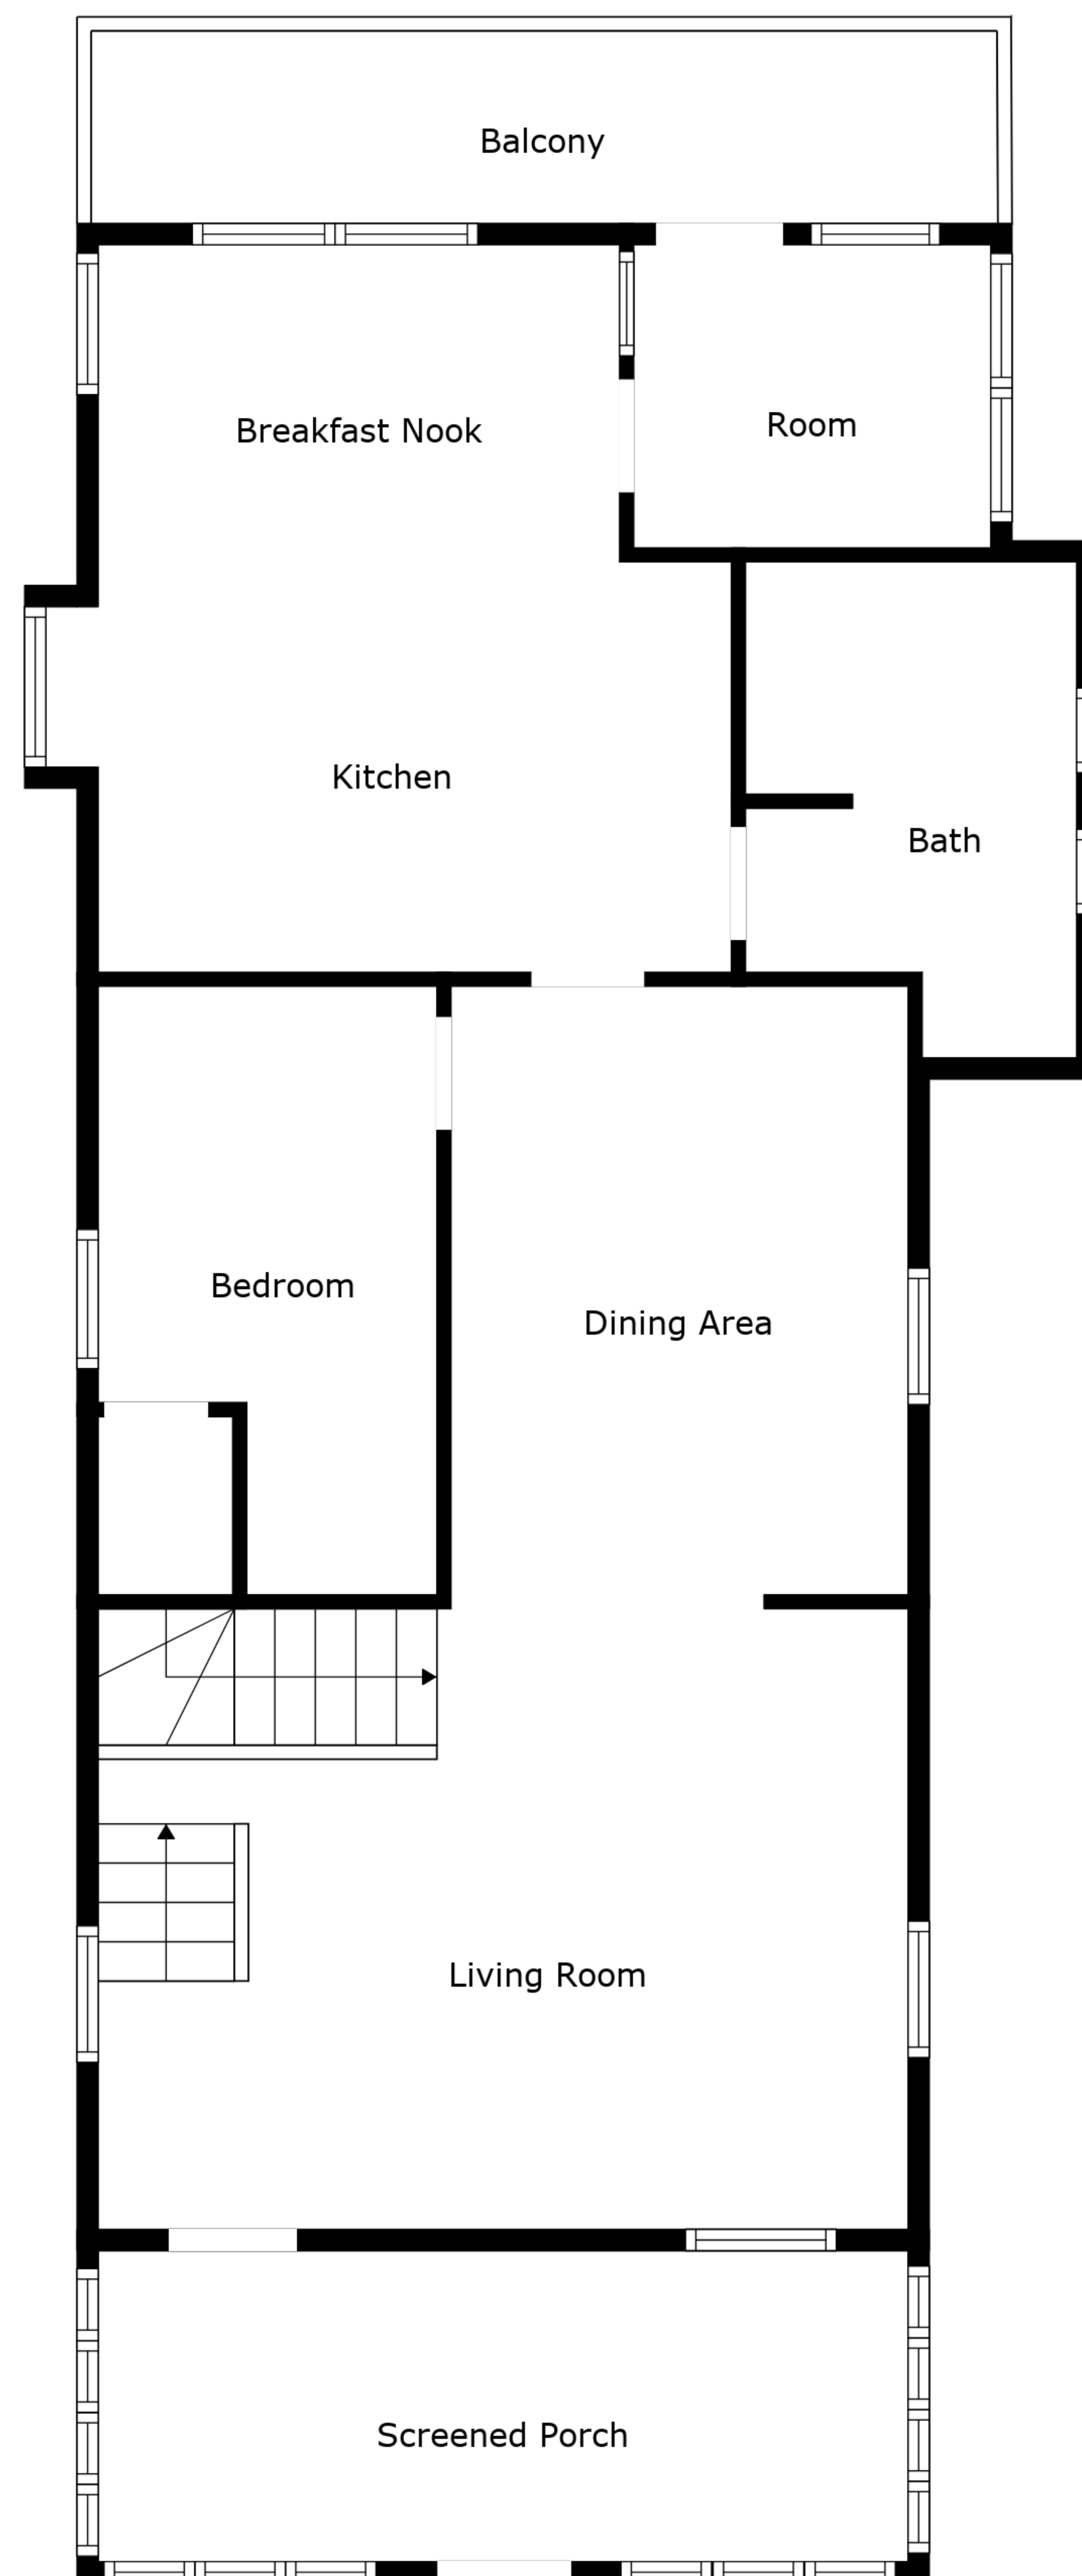 Balcony
Breakfast Nook
Room
Kitchen
Bath
Bedroom
Dining Area
Living Room
Screened Porch